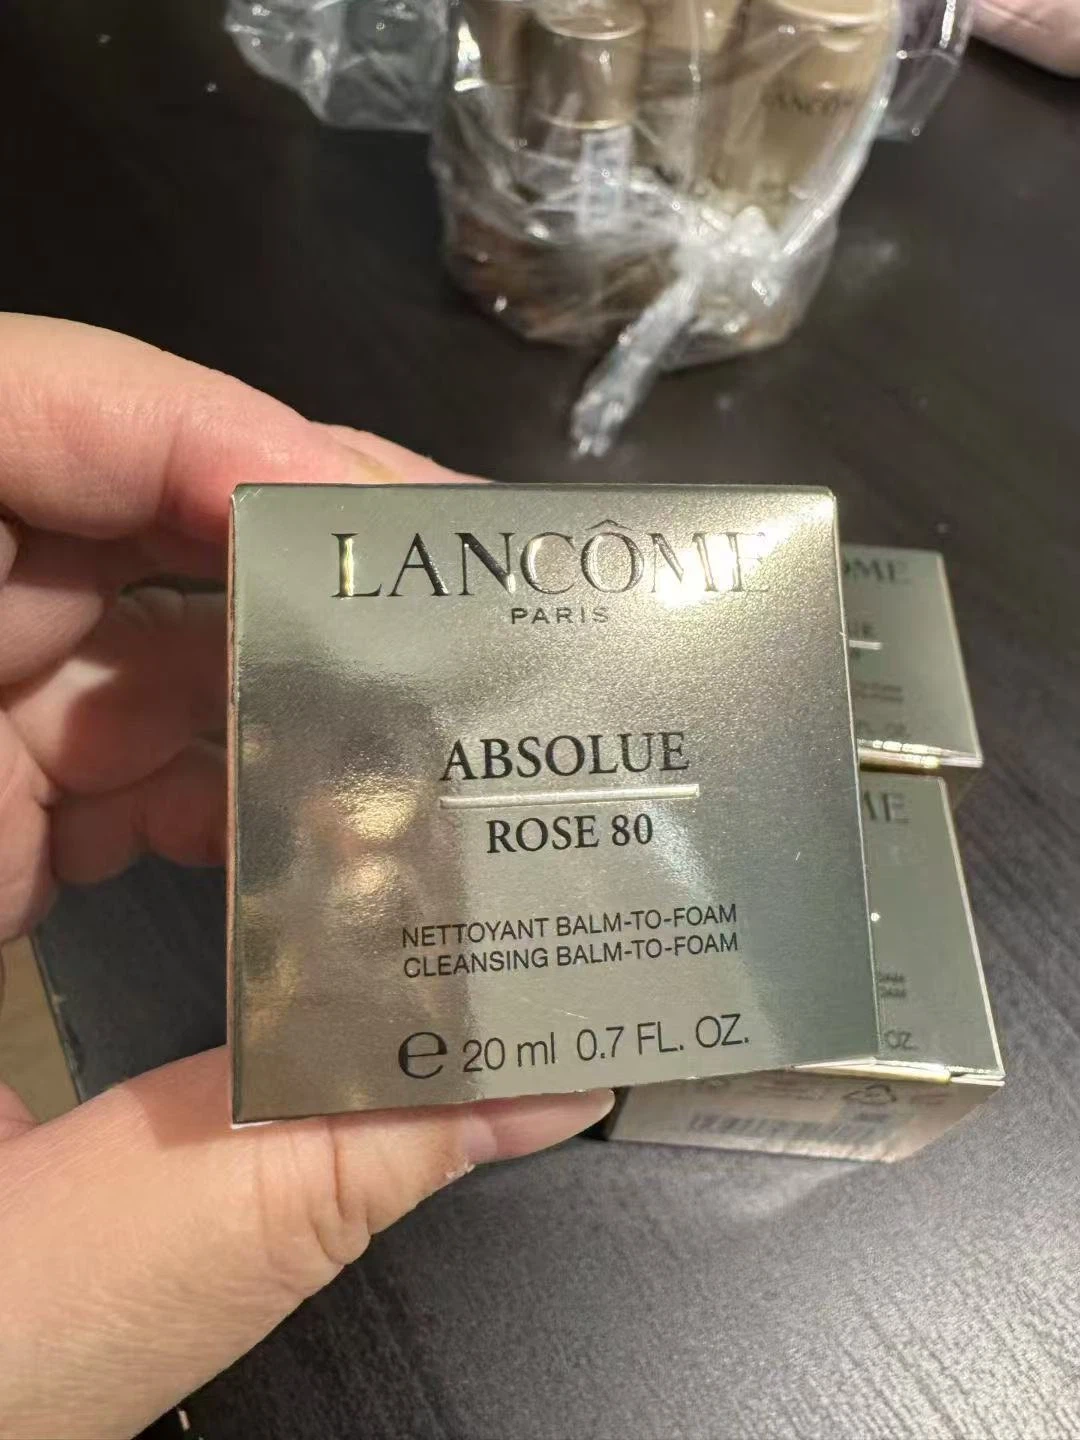 LANCÔME
PARIS
ABSOLUE
ROSE 80
NETTOYANT BALM-TO-FOAM
CLEANSING BALM-TO-FOAM
e 20 ml 0.7 FL. OZ.
OZ.